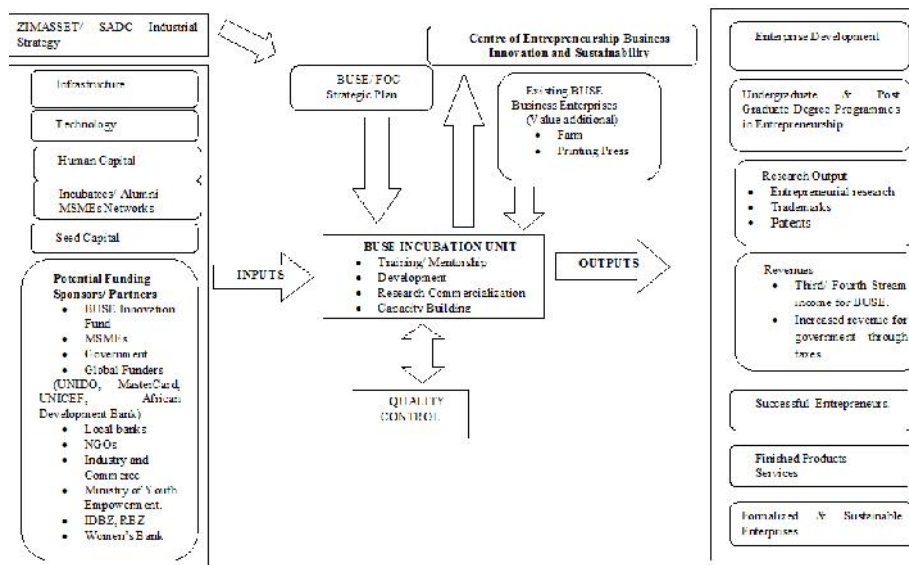 ZIMASSET/ SADC Industrial
Strategy
Infrastructure
Technology
Human Capital
Incubatees/ Alumni
MSMEs Networks
Seed Capital
Potential Funding
Sponsors/ Partners
• BUSE Innovation
Fund
• MSMEs
• Government
• Global Funders
(UNIDO, MasterCard,
UNICEF, African
Development Bank)
• Local banks
• NGOs
• Industry and
Commerce
• Ministry of Youth
Empowerment.
• IDBZ, RBZ
• Women's Bank
INPUTS
BUSE/ FOC
Strategic Plan
Centre of Entrepreneurship Business
Innovation and Sustainability
Existing BUSE
Business Enterprises
(Value additional)
• Farm
• Printing Press
BUSE INCUBATION UNIT
• Training/ Mentorship
• Development
• Research Commercialization
• Capacity Building
QUALITY
CONTROL
OUTPUTS
Enterprise Development
Undergraduate & Post
Graduate Degree Programmes
in Entrepreneurship
Research Output
• Entrepreneurial research
• Trademarks
• Patents
Revenues
• Third/ Fourth Stream
income for BUSE.
• Increased revenue for
government through
taxes
Successful Entrepreneurs.
Finished Products
Services
Formalized & Sustainable
Enterprises